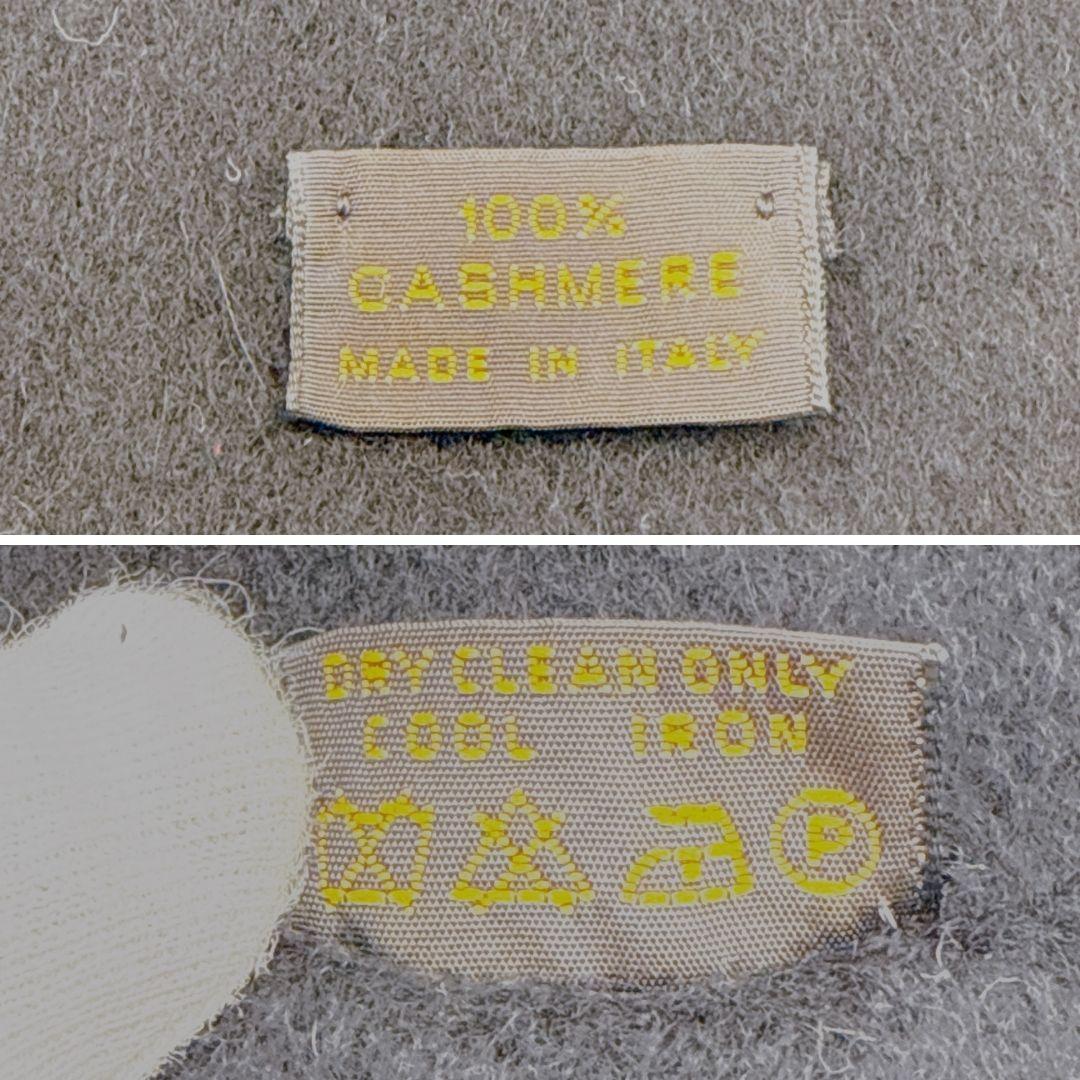 100%
CASHMERE
MADE IN ITALY
DRY CLEAN ONLY
COOL IRON
P